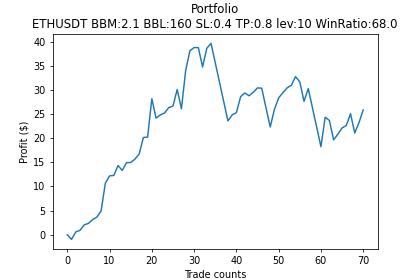 Portfolio
ETHUSDT BBM:2.1 BBL:160 SL:0.4 TP:0.8 lev:10 WinRatio:68.0
40
35
30
25
20
15
10
5
0
Profit ($)
0 10 20 30 40 50 60 70
Trade counts